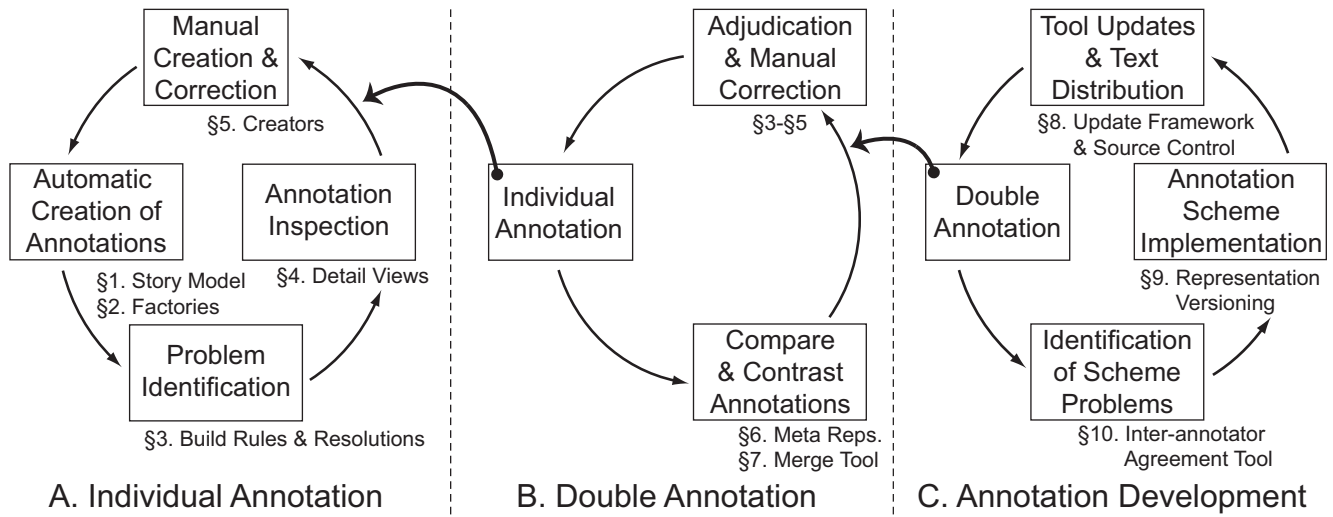 Manual
Creation &
Correction
§5. Creators
Automatic
Creation of
Annotations
§1. Story Model
§2. Factories
Annotation
Inspection
§4. Detail Views
Problem
Identification
§3. Build Rules & Resolutions
A. Individual Annotation
Adjudication
& Manual
Correction
§3-§5
Individual
Annotation
Compare
& Contrast
Annotations
§6. Meta Reps.
§7. Merge Tool
B. Double Annotation
Tool Updates
& Text
Distribution
§8. Update Framework
& Source Control
Double
Annotation
Annotation
Scheme
Implementation
§9. Representation
Versioning
Identification
of Scheme
Problems
§10. Inter-annotator
Agreement Tool
C. Annotation Development